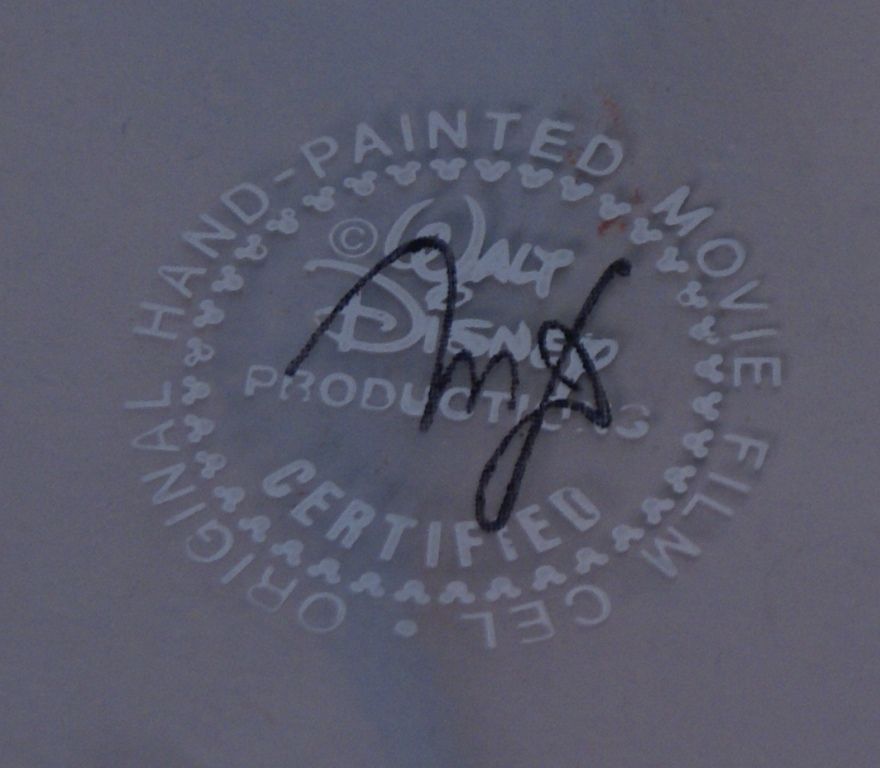 ORIGINAL HAND-PAINTED MOVIE FILM CEL •
© WALT
DISNEY
PRODUCTIONS
CERTIFIED